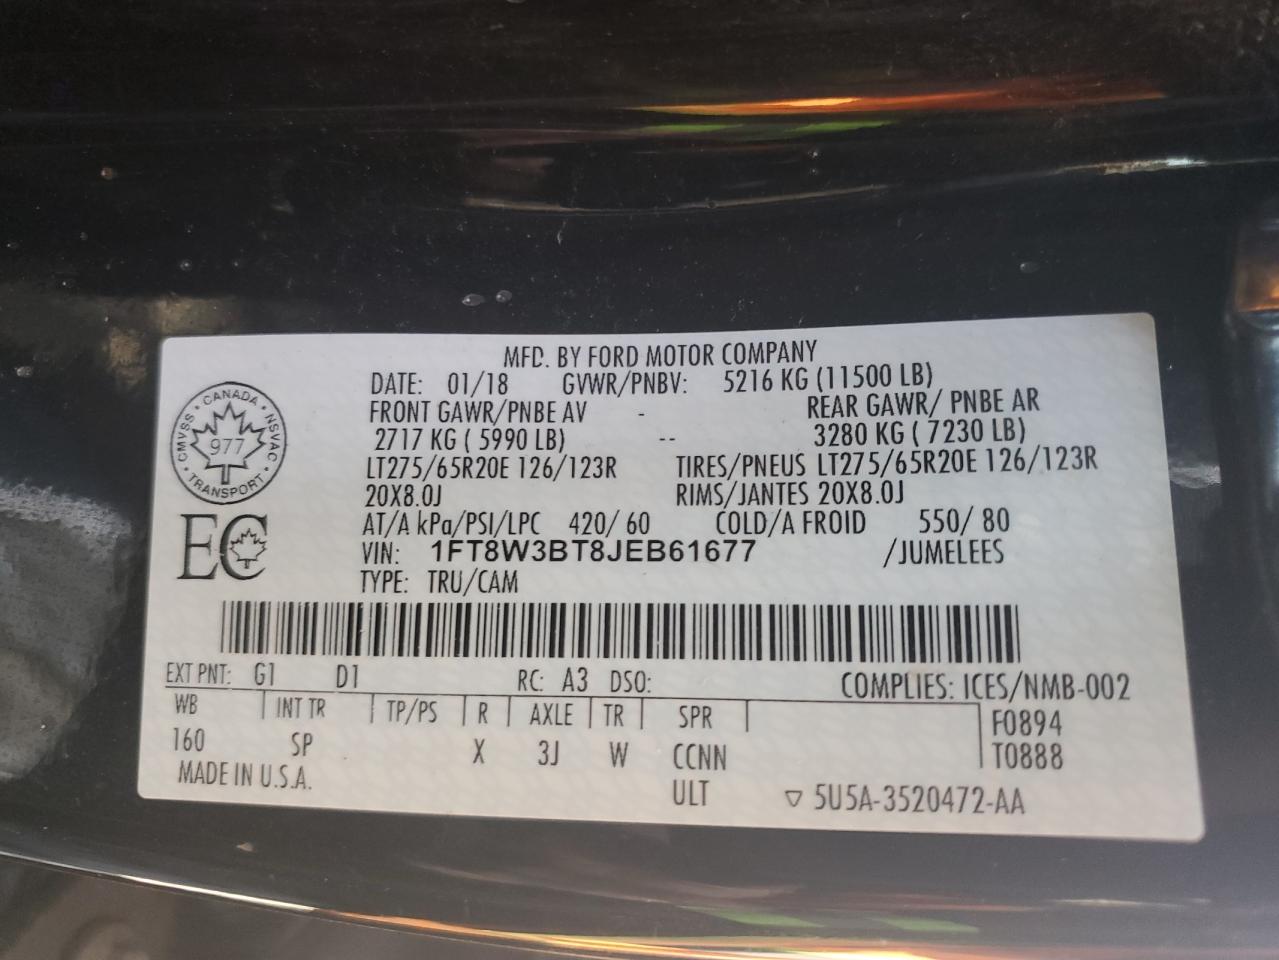 MFD. BY FORD MOTOR COMPANY
DATE: 01/18 GVWR/PNBV: 5216 KG (11500 LB)
FRONT GAWR/PNBE AV - REAR GAWR/ PNBE AR
2717 KG ( 5990 LB) -- 3280 KG ( 7230 LB)
LT275/65R20E 126/123R TIRES/PNEUS LT275/65R20E 126/123R
20X8.0J RIMS/JANTES 20X8.0J
AT/A kPa/PSI/LPC 420/ 60 COLD/A FROID 550/ 80
VIN: 1FT8W3BT8JEB61677 /JUMELEES
TYPE: TRU/CAM
CANADA
CMVSS NSVAC
977
TRANSPORT
EC
EXT PNT: G1 D1 RC: A3 DSO: COMPLIES: ICES/NMB-002
WB INT TR TP/PS R AXLE TR SPR F0894
160 SP X 3J W CCNN T0888
MADE IN U.S.A. ULT ▽ 5U5A-3520472-AA